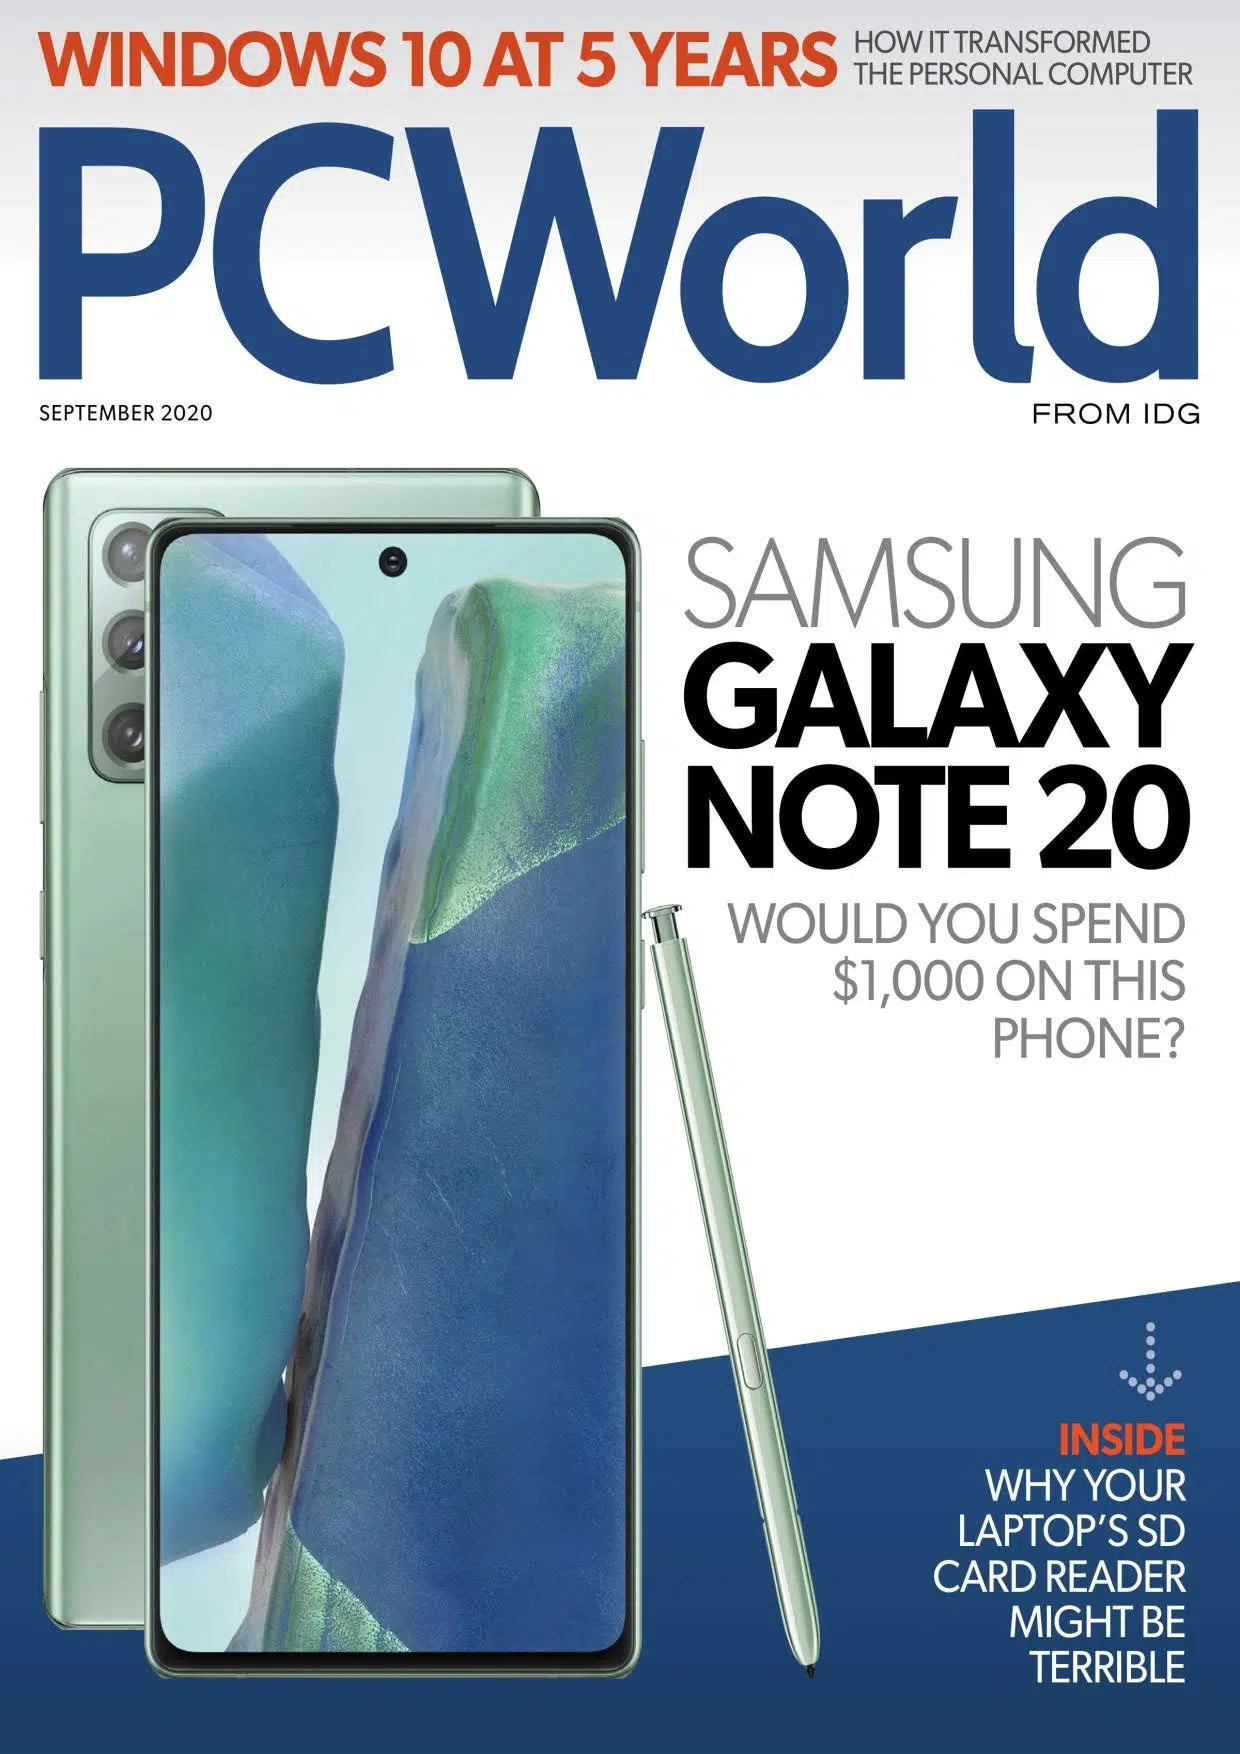 WINDOWS 10 AT 5 YEARS
HOW IT TRANSFORMED
THE PERSONAL COMPUTER
PCWorld
SEPTEMBER 2020
FROM IDG
SAMSUNG
GALAXY
NOTE 20
WOULD YOU SPEND
$1,000 ON THIS
PHONE?
INSIDE
WHY YOUR
LAPTOP'S SD
CARD READER
MIGHT BE
TERRIBLE